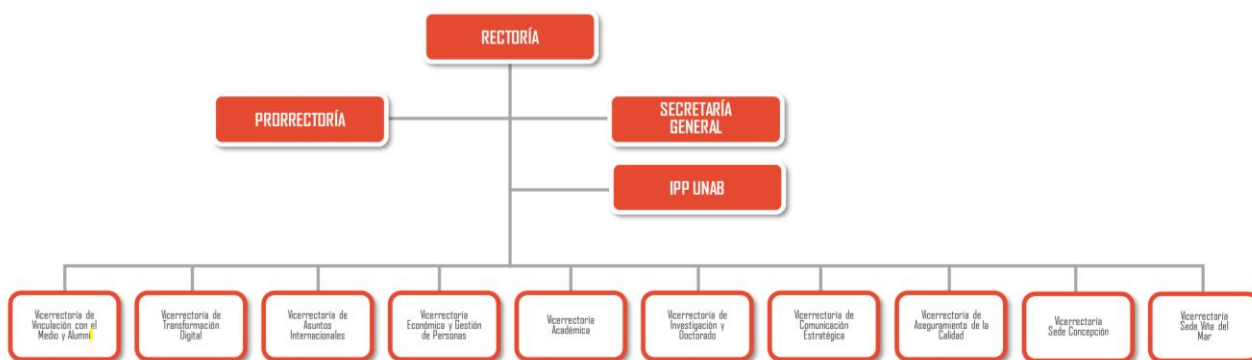 RECTORÍA
PRORRECTORÍA
SECRETARÍA
GENERAL
IPP UNAB
Vicerrectoría de
Vinculación con el
Medio y Alumni
Vicerrectoría de
Transformación
Digital
Vicerrectoría de
Asuntos
Internacionales
Vicerrectoría
Económica y Gestión
de Personas
Vicerrectoría
Académica
Vicerrectoría de
Investigación y
Doctorado
Vicerrectoría de
Comunicación
Estratégica
Vicerrectoría de
Aseguramiento de la
Calidad
Vicerrectoría
Sede Concepción
Vicerrectoría
Sede Viña del
Mar